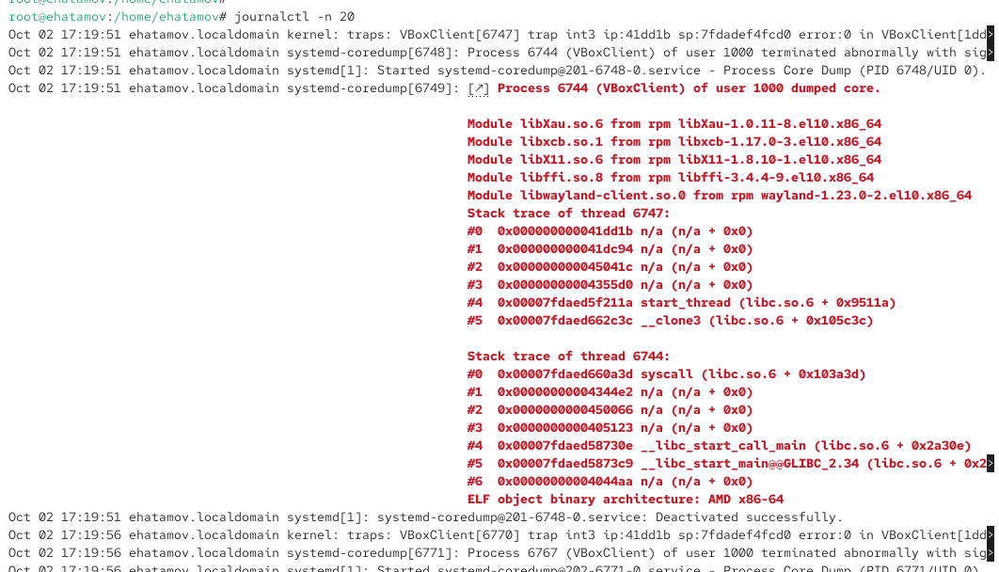 root@ehatamov:/home/ehatamov#
root@ehatamov:/home/ehatamov# journalctl -n 20
Oct 02 17:19:51 ehatamov.localdomain kernel: traps: VBoxClient[6747] trap int3 ip:41dd1b sp:7fdadef4fcd0 error:0 in VBoxClient[1dd>
Oct 02 17:19:51 ehatamov.localdomain systemd-coredump[6748]: Process 6744 (VBoxClient) of user 1000 terminated abnormally with sig>
Oct 02 17:19:51 ehatamov.localdomain systemd[1]: Started systemd-coredump@201-6748-0.service - Process Core Dump (PID 6748/UID 0).
Oct 02 17:19:51 ehatamov.localdomain systemd-coredump[6749]: [↗] Process 6744 (VBoxClient) of user 1000 dumped core.
Module libXau.so.6 from rpm libXau-1.0.11-8.el10.x86_64
Module libxcb.so.1 from rpm libxcb-1.17.0-3.el10.x86_64
Module libX11.so.6 from rpm libX11-1.8.10-1.el10.x86_64
Module libffi.so.8 from rpm libffi-3.4.4-9.el10.x86_64
Module libwayland-client.so.0 from rpm wayland-1.23.0-2.el10.x86_64
Stack trace of thread 6747:
#0  0x000000000041dd1b n/a (n/a + 0x0)
#1  0x000000000041dc94 n/a (n/a + 0x0)
#2  0x000000000045041c n/a (n/a + 0x0)
#3  0x00000000004355d0 n/a (n/a + 0x0)
#4  0x00007fdaed5f211a start_thread (libc.so.6 + 0x9511a)
#5  0x00007fdaed662c3c __clone3 (libc.so.6 + 0x105c3c)
Stack trace of thread 6744:
#0  0x00007fdaed660a3d syscall (libc.so.6 + 0x103a3d)
#1  0x00000000004344e2 n/a (n/a + 0x0)
#2  0x0000000000450066 n/a (n/a + 0x0)
#3  0x0000000000405123 n/a (n/a + 0x0)
#4  0x00007fdaed58730e __libc_start_call_main (libc.so.6 + 0x2a30e)
#5  0x00007fdaed5873c9 __libc_start_main@@GLIBC_2.34 (libc.so.6 + 0x2>
#6  0x00000000004044aa n/a (n/a + 0x0)
ELF object binary architecture: AMD x86-64
Oct 02 17:19:51 ehatamov.localdomain systemd[1]: systemd-coredump@201-6748-0.service: Deactivated successfully.
Oct 02 17:19:56 ehatamov.localdomain kernel: traps: VBoxClient[6770] trap int3 ip:41dd1b sp:7fdadef4fcd0 error:0 in VBoxClient[1dd>
Oct 02 17:19:56 ehatamov.localdomain systemd-coredump[6771]: Process 6767 (VBoxClient) of user 1000 terminated abnormally with sig>
Oct 02 17:19:56 ehatamov.localdomain systemd[1]: Started systemd-coredump@202-6771-0.service - Process Core Dump (PID 6771/UID 0).